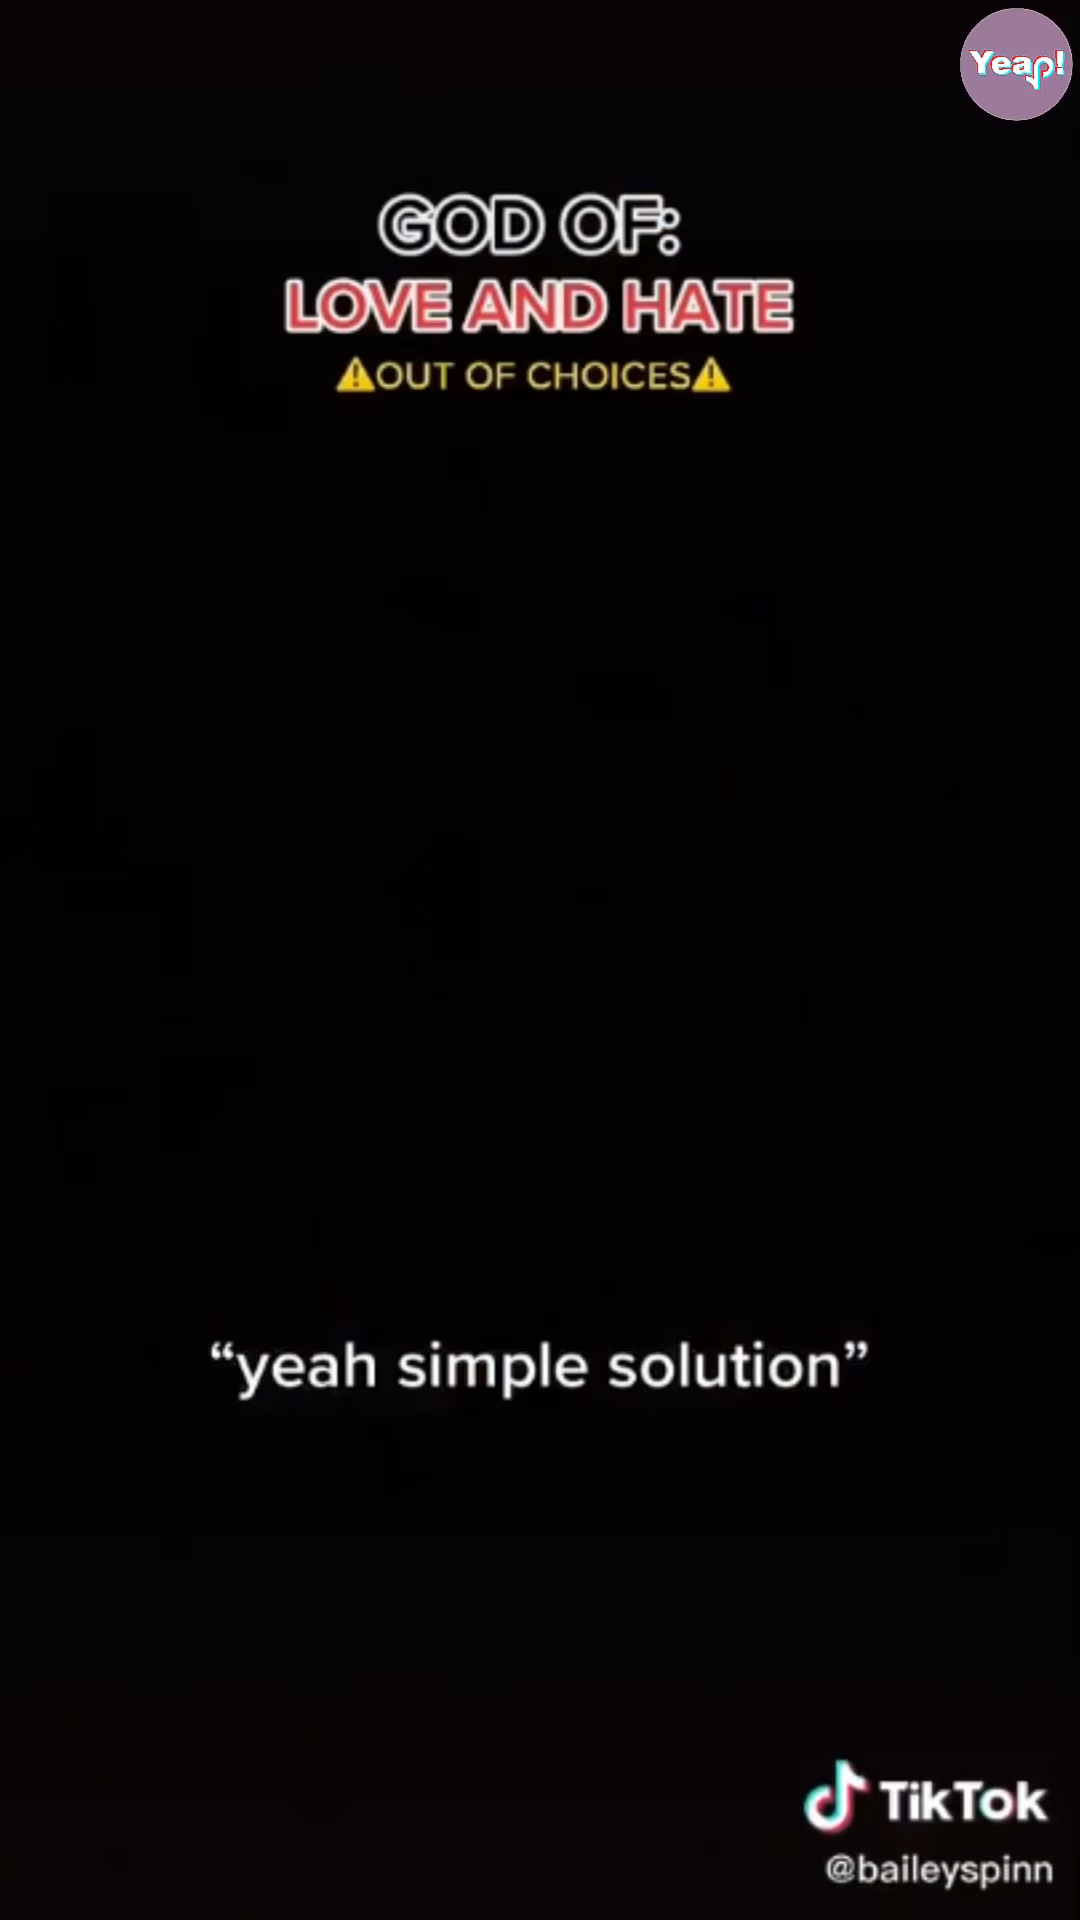 Yeap!
GOD OF:
LOVE AND HATE
⚠OUT OF CHOICES⚠
“yeah simple solution”
TikTok
@baileyspinn